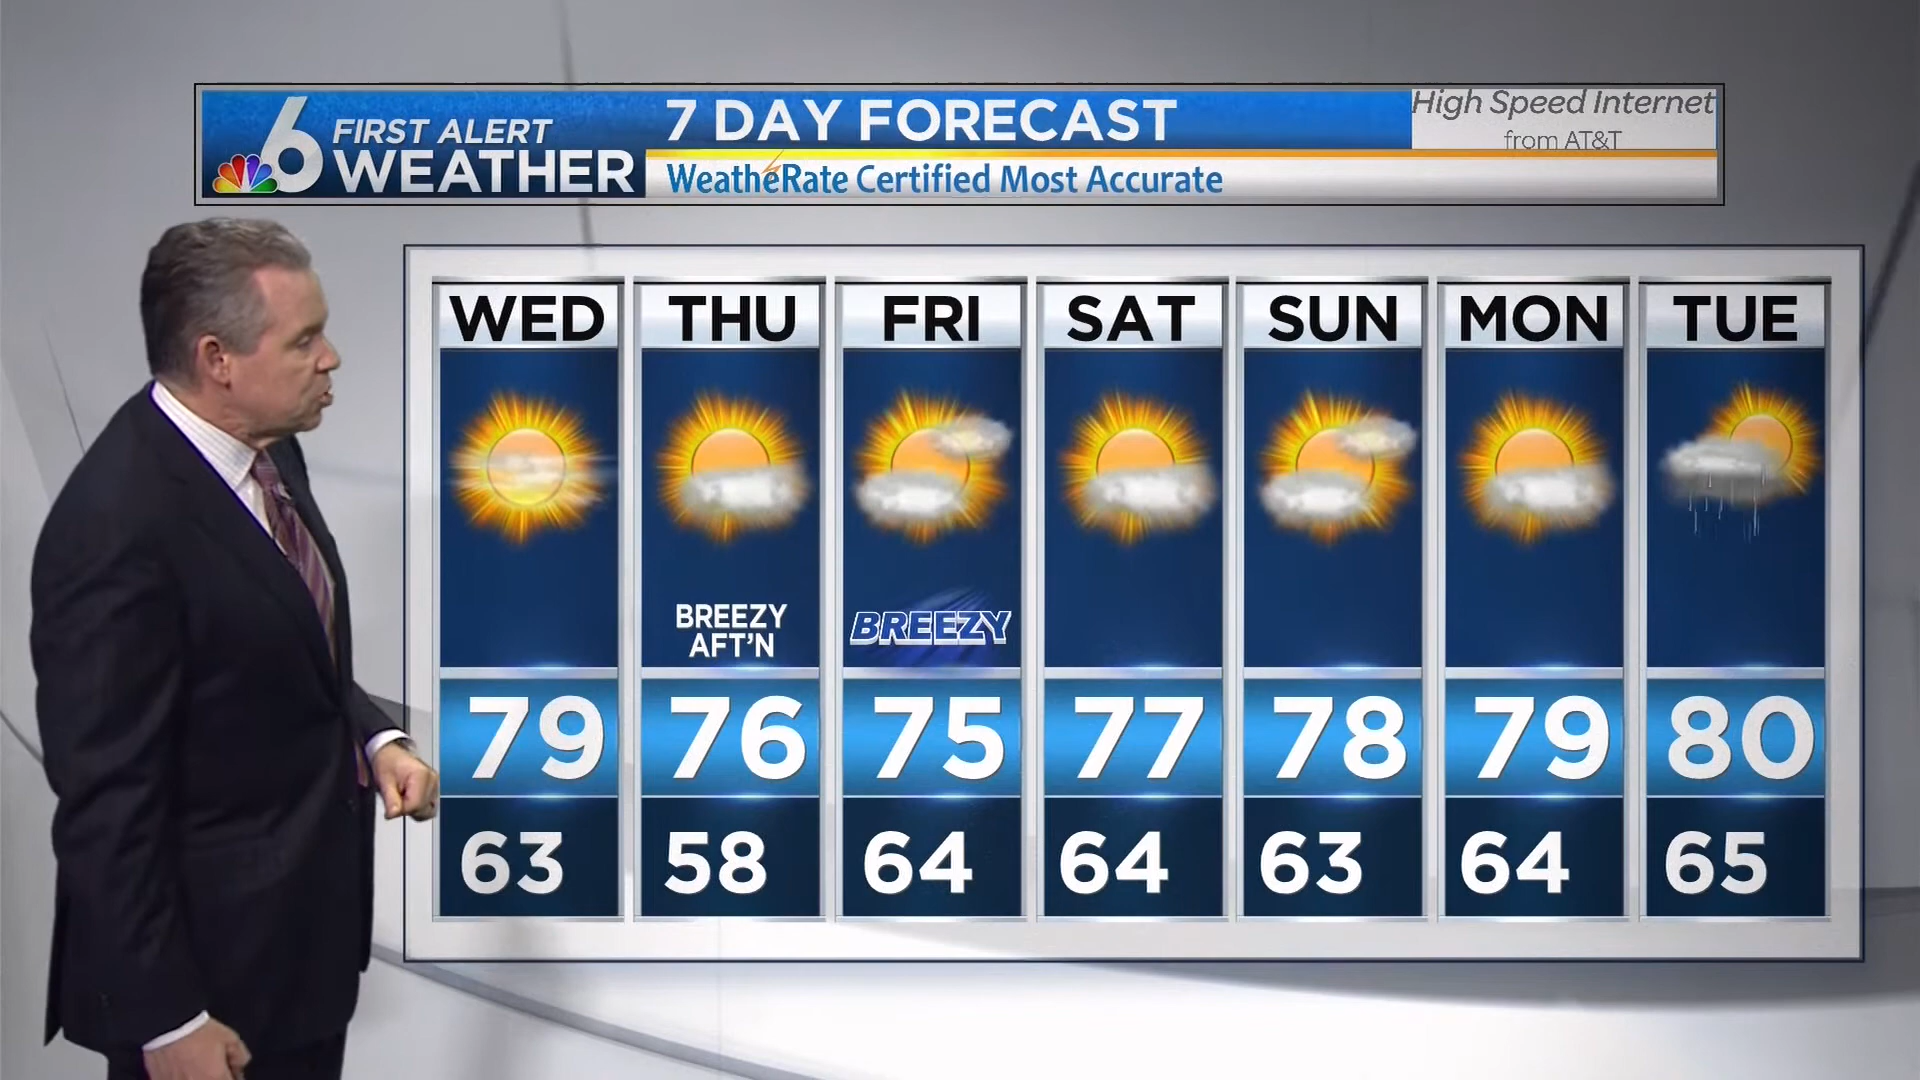 6 FIRST ALERT
WEATHER
7 DAY FORECAST
High Speed Internet
from AT&T
WeatheRate Certified Most Accurate
WED THU FRI SAT SUN MON TUE
BREEZY
AFT'N
BREEZY
79 76 75 77 78 79 80
63 58 64 64 63 64 65